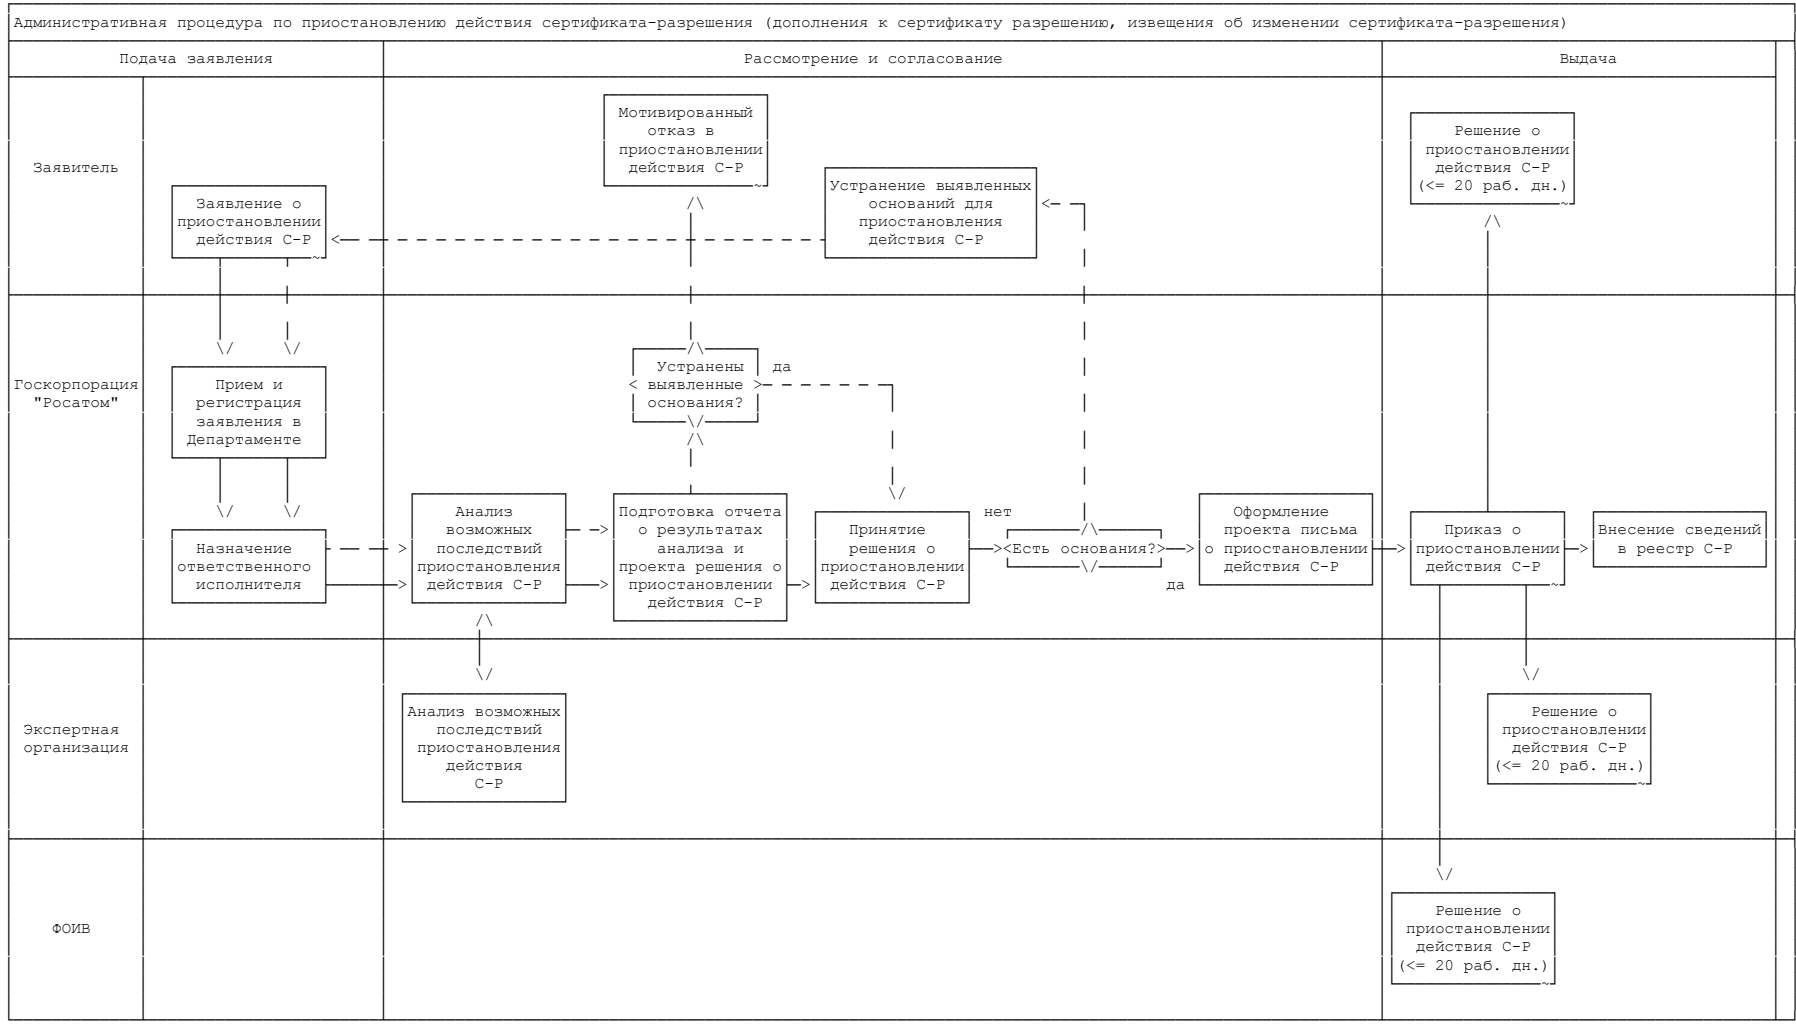 Административная процедура по приостановлению действия сертификата-разрешения (дополнения к сертификату разрешению, извещения об изменении сертификата-разрешения)
Подача заявления
Рассмотрение и согласование
Выдача
Заявитель
Заявление о
приостановлении
действия С-Р
Мотивированный
отказ в
приостановлении
действия С-Р
Устранение выявленных
оснований для
приостановления
действия С-Р
Решение о
приостановлении
действия С-Р
(<= 20 раб. дн.)
Госкорпорация
"Росатом"
Прием и
регистрация
заявления в
Департаменте
Назначение
ответственного
исполнителя
Анализ
возможных
последствий
приостановления
действия С-Р
Устранены
выявленные
основания?
да
Подготовка отчета
о результатах
анализа и
проекта решения о
приостановлении
действия С-Р
Принятие
решения о
приостановлении
действия С-Р
нет
Есть основания?
да
Оформление
проекта письма
о приостановлении
действия С-Р
Приказ о
приостановлении
действия С-Р
Внесение сведений
в реестр С-Р
Экспертная
организация
Анализ возможных
последствий
приостановления
действия
С-Р
Решение о
приостановлении
действия С-Р
(<= 20 раб. дн.)
ФОИВ
Решение о
приостановлении
действия С-Р
(<= 20 раб. дн.)